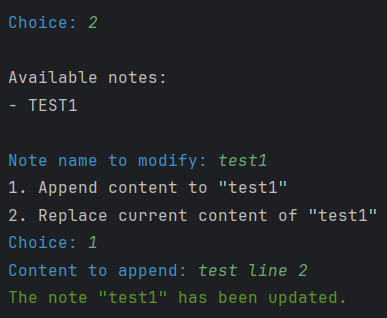 Choice: 2
Available notes:
- TEST1
Note name to modify: test1
1. Append content to "test1"
2. Replace current content of "test1"
Choice: 1
Content to append: test line 2
The note "test1" has been updated.